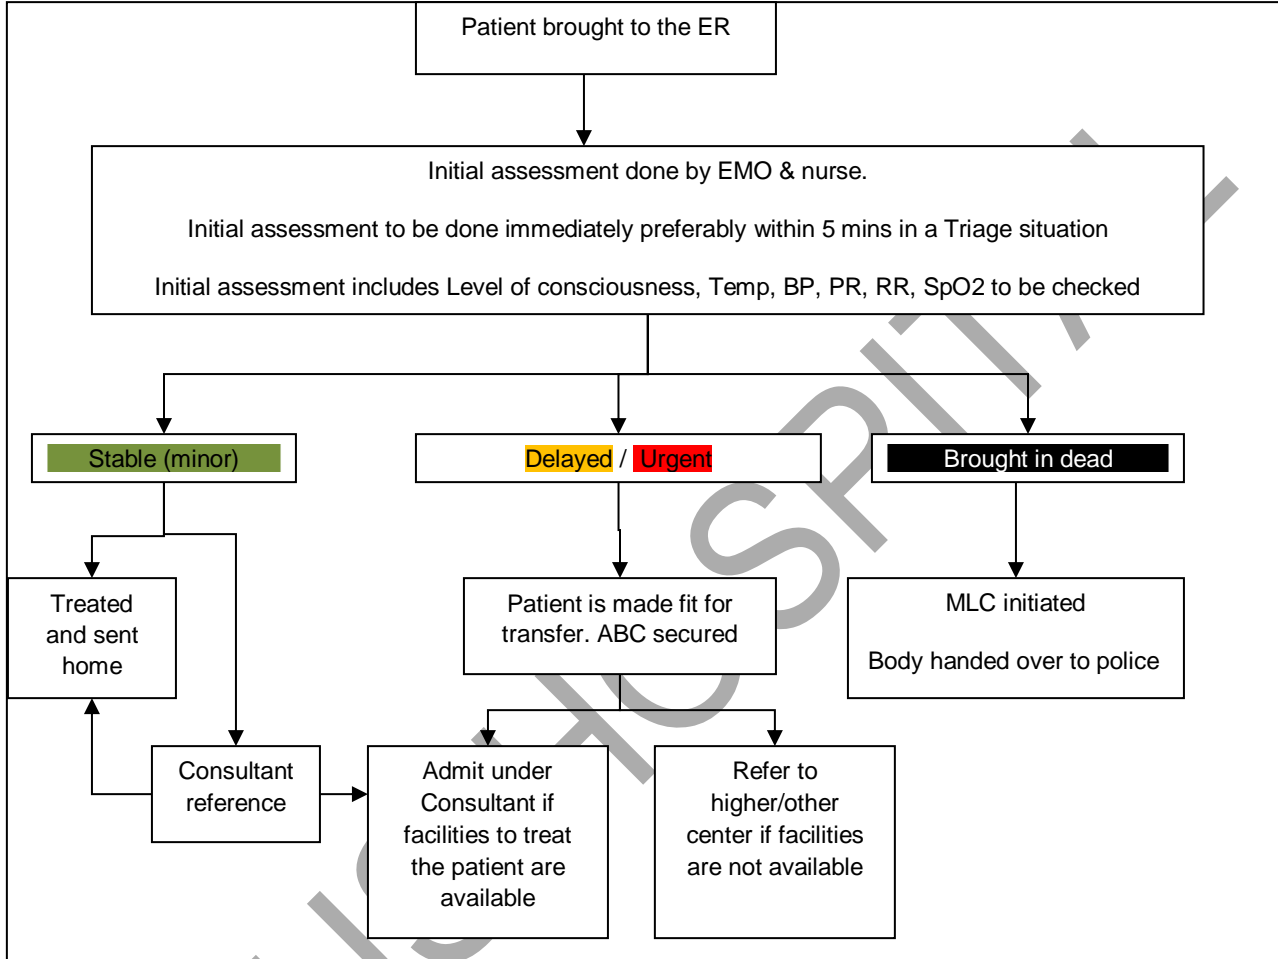 Patient brought to the ER
Initial assessment done by EMO & nurse.
Initial assessment to be done immediately preferably within 5 mins in a Triage situation
Initial assessment includes Level of consciousness, Temp, BP, PR, RR, SpO2 to be checked
Stable (minor)
Delayed / Urgent
Brought in dead
Treated
and sent
home
Patient is made fit for
transfer. ABC secured
MLC initiated
Body handed over to police
Consultant
reference
Admit under
Consultant if
facilities to treat
the patient are
available
Refer to
higher/other
center if facilities
are not available
HOSPITAL